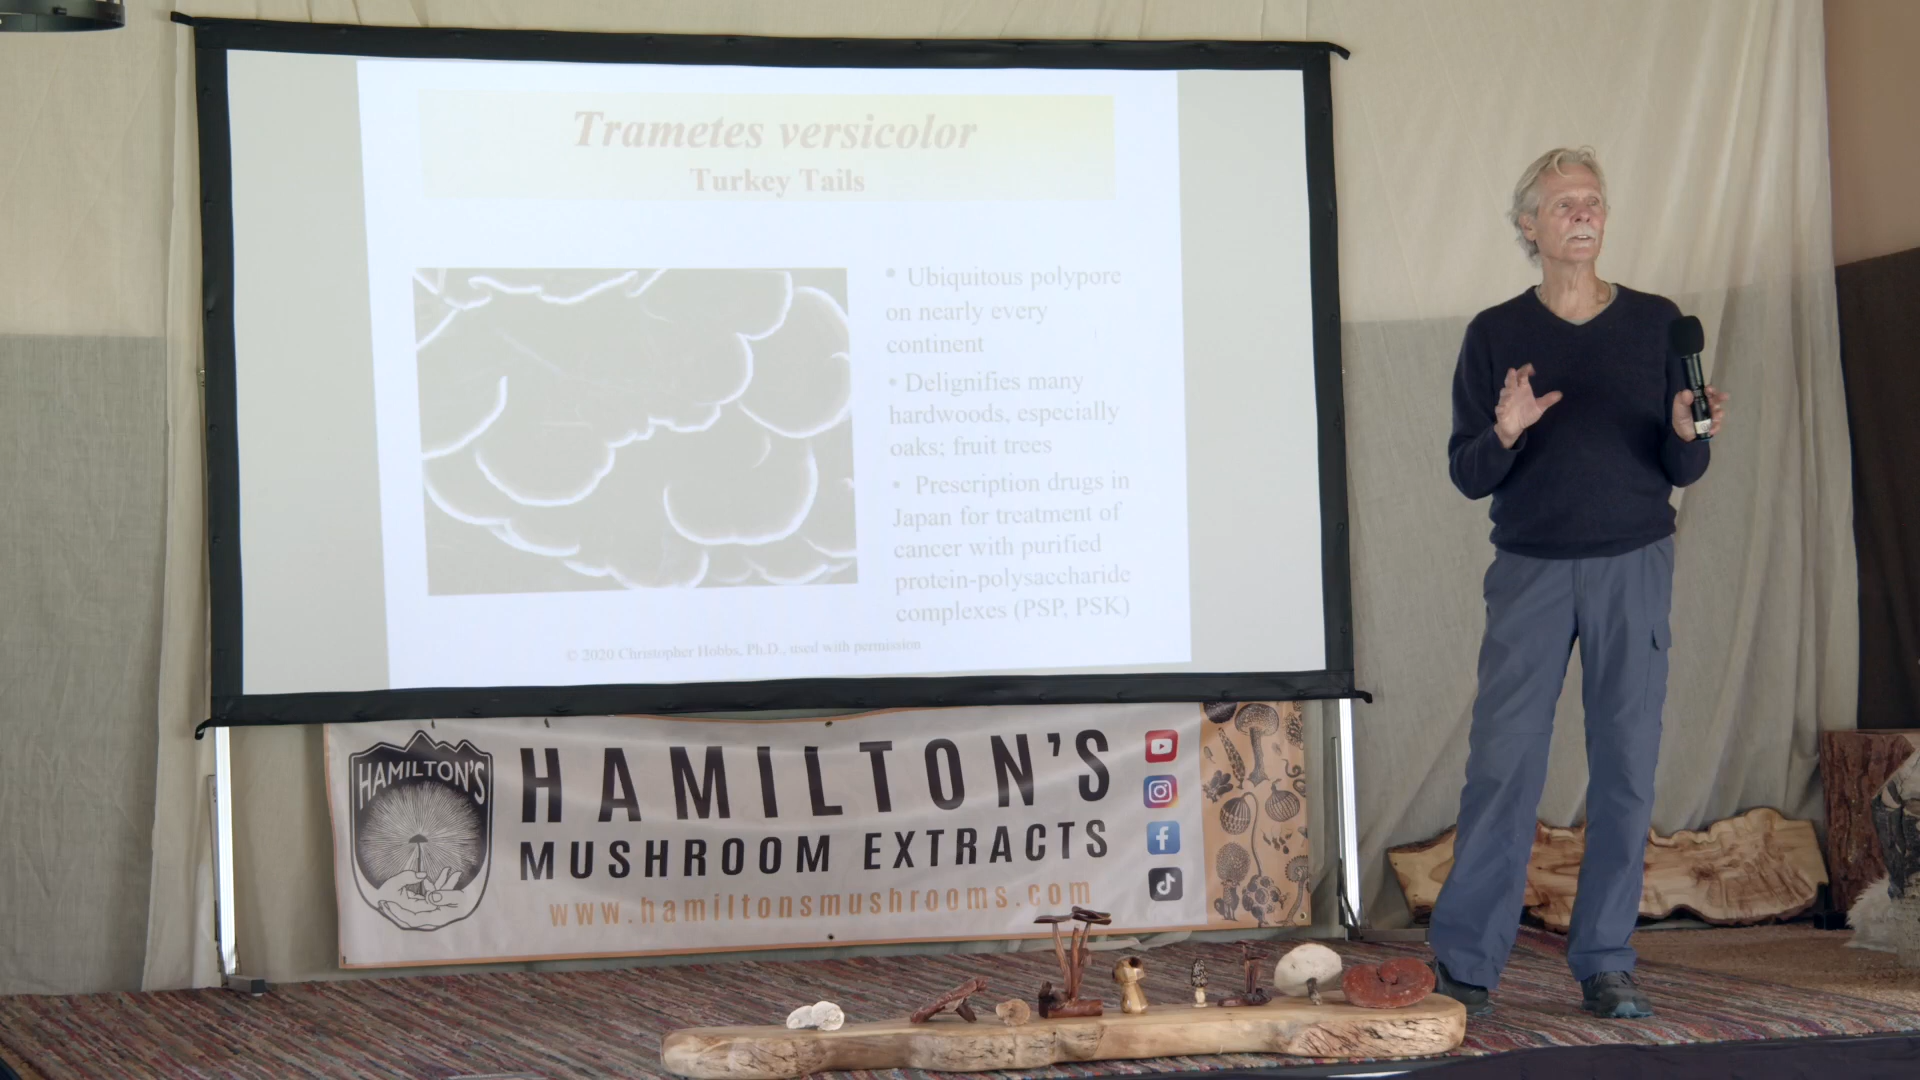 Trametes versicolor
Turkey Tails
• Ubiquitous polypore
on nearly every
continent
• Delignifies many
hardwoods, especially
oaks; fruit trees
• Prescription drugs in
Japan for treatment of
cancer with purified
protein-polysaccharide
complexes (PSP, PSK)
© 2020 Christopher Hobbs, Ph.D., used with permission
HAMILTON'S
HAMILTON'S
MUSHROOM EXTRACTS
www.hamiltonsmushrooms.com